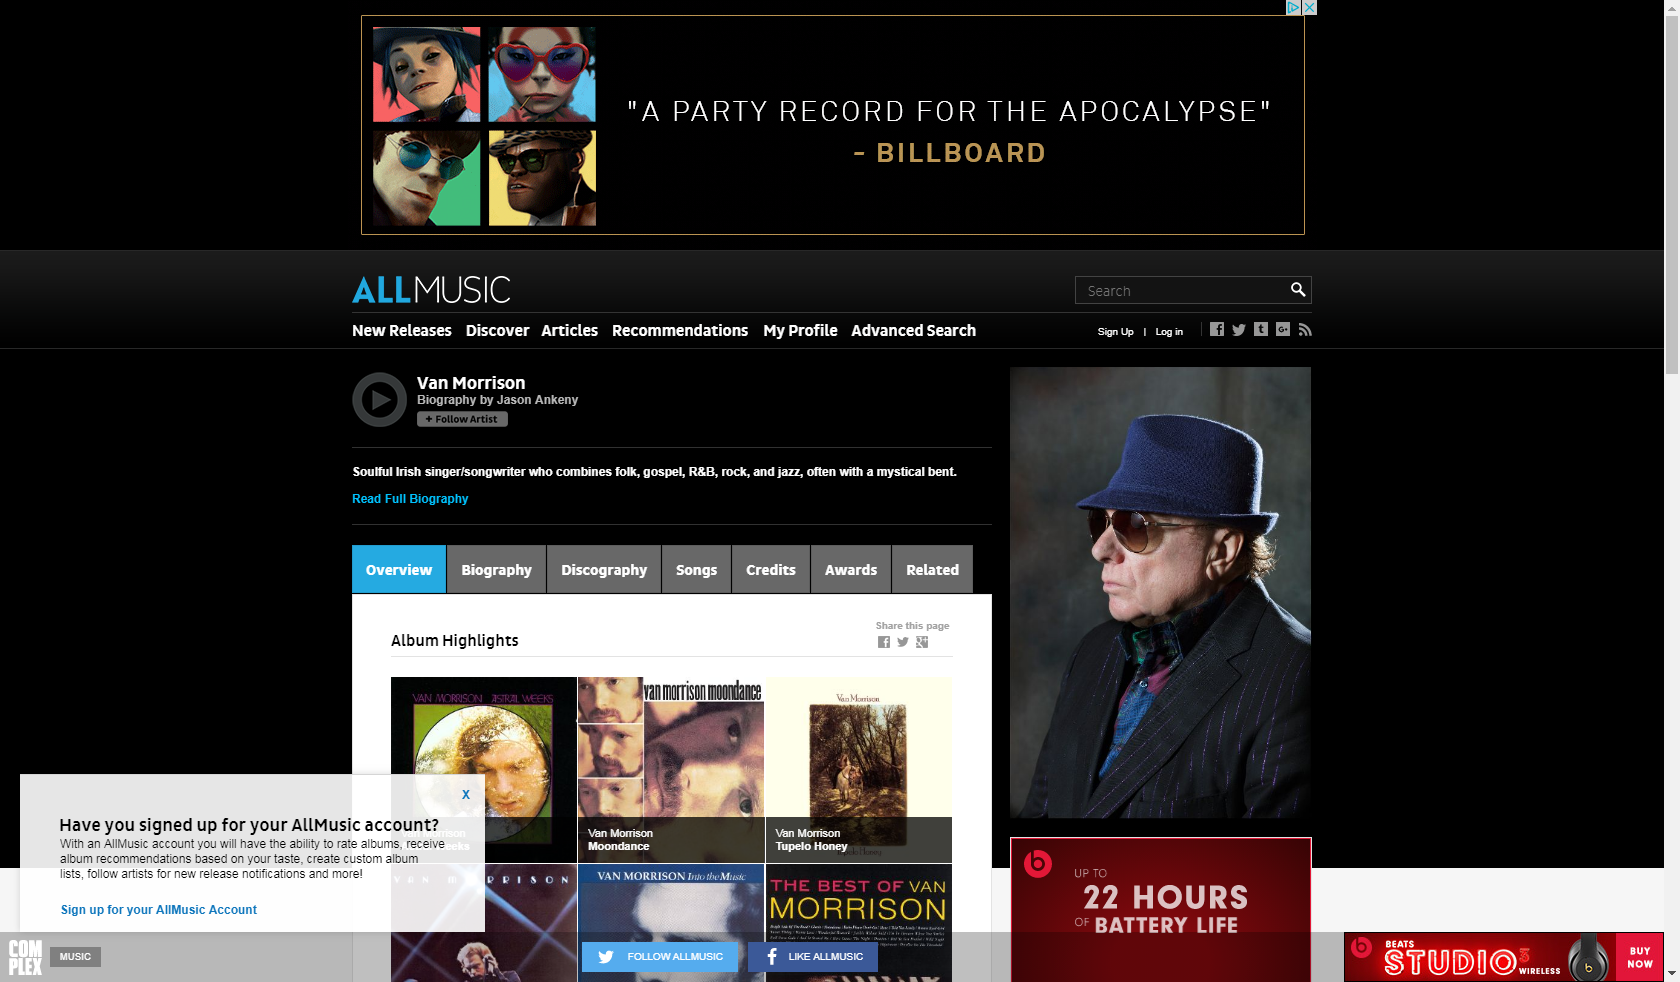 "A PARTY RECORD FOR THE APOCALYPSE"
- BILLBOARD
ALLMUSIC
Search
New Releases Discover Articles Recommendations My Profile Advanced Search
Sign Up | Log in
Van Morrison
Biography by Jason Ankeny
+ Follow Artist
Soulful Irish singer/songwriter who combines folk, gospel, R&B, rock, and jazz, often with a mystical bent.
Read Full Biography
Overview Biography Discography Songs Credits Awards Related
Share this page
Album Highlights
VAN MORRISON ASTRAL WEEKS
van morrison moondance
Van Morrison
Van Morrison
Moondance
Van Morrison
Tupelo Honey
X
Have you signed up for your AllMusic account?
With an AllMusic account you will have the ability to rate albums, receive
album recommendations based on your taste, create custom album
lists, follow artists for new release notifications and more!
Sign up for your AllMusic Account
VAN MORRISON
VAN MORRISON Into the Music
THE BEST OF VAN
MORRISON
UP TO
22 HOURS
OF BATTERY LIFE
COMPLEX
MUSIC
FOLLOW ALLMUSIC
LIKE ALLMUSIC
BEATS
STUDIO3
WIRELESS
BUY
NOW